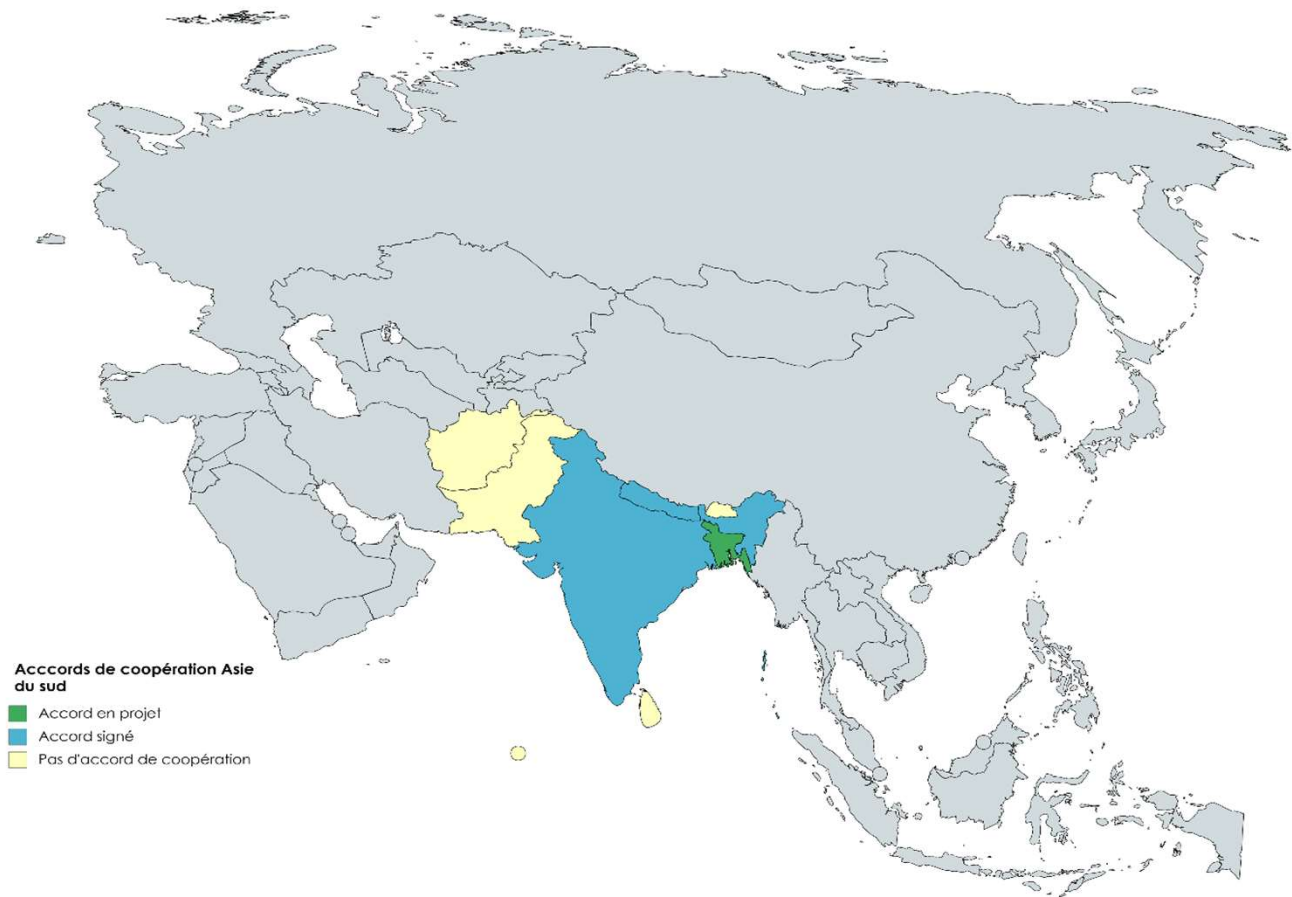 Acccords de coopération Asie
du sud
Accord en projet
Accord signé
Pas d'accord de coopération